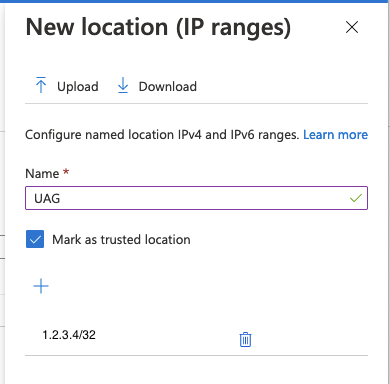 New location (IP ranges)
Upload Download
Configure named location IPv4 and IPv6 ranges. Learn more
Name *
UAG
Mark as trusted location
1.2.3.4/32